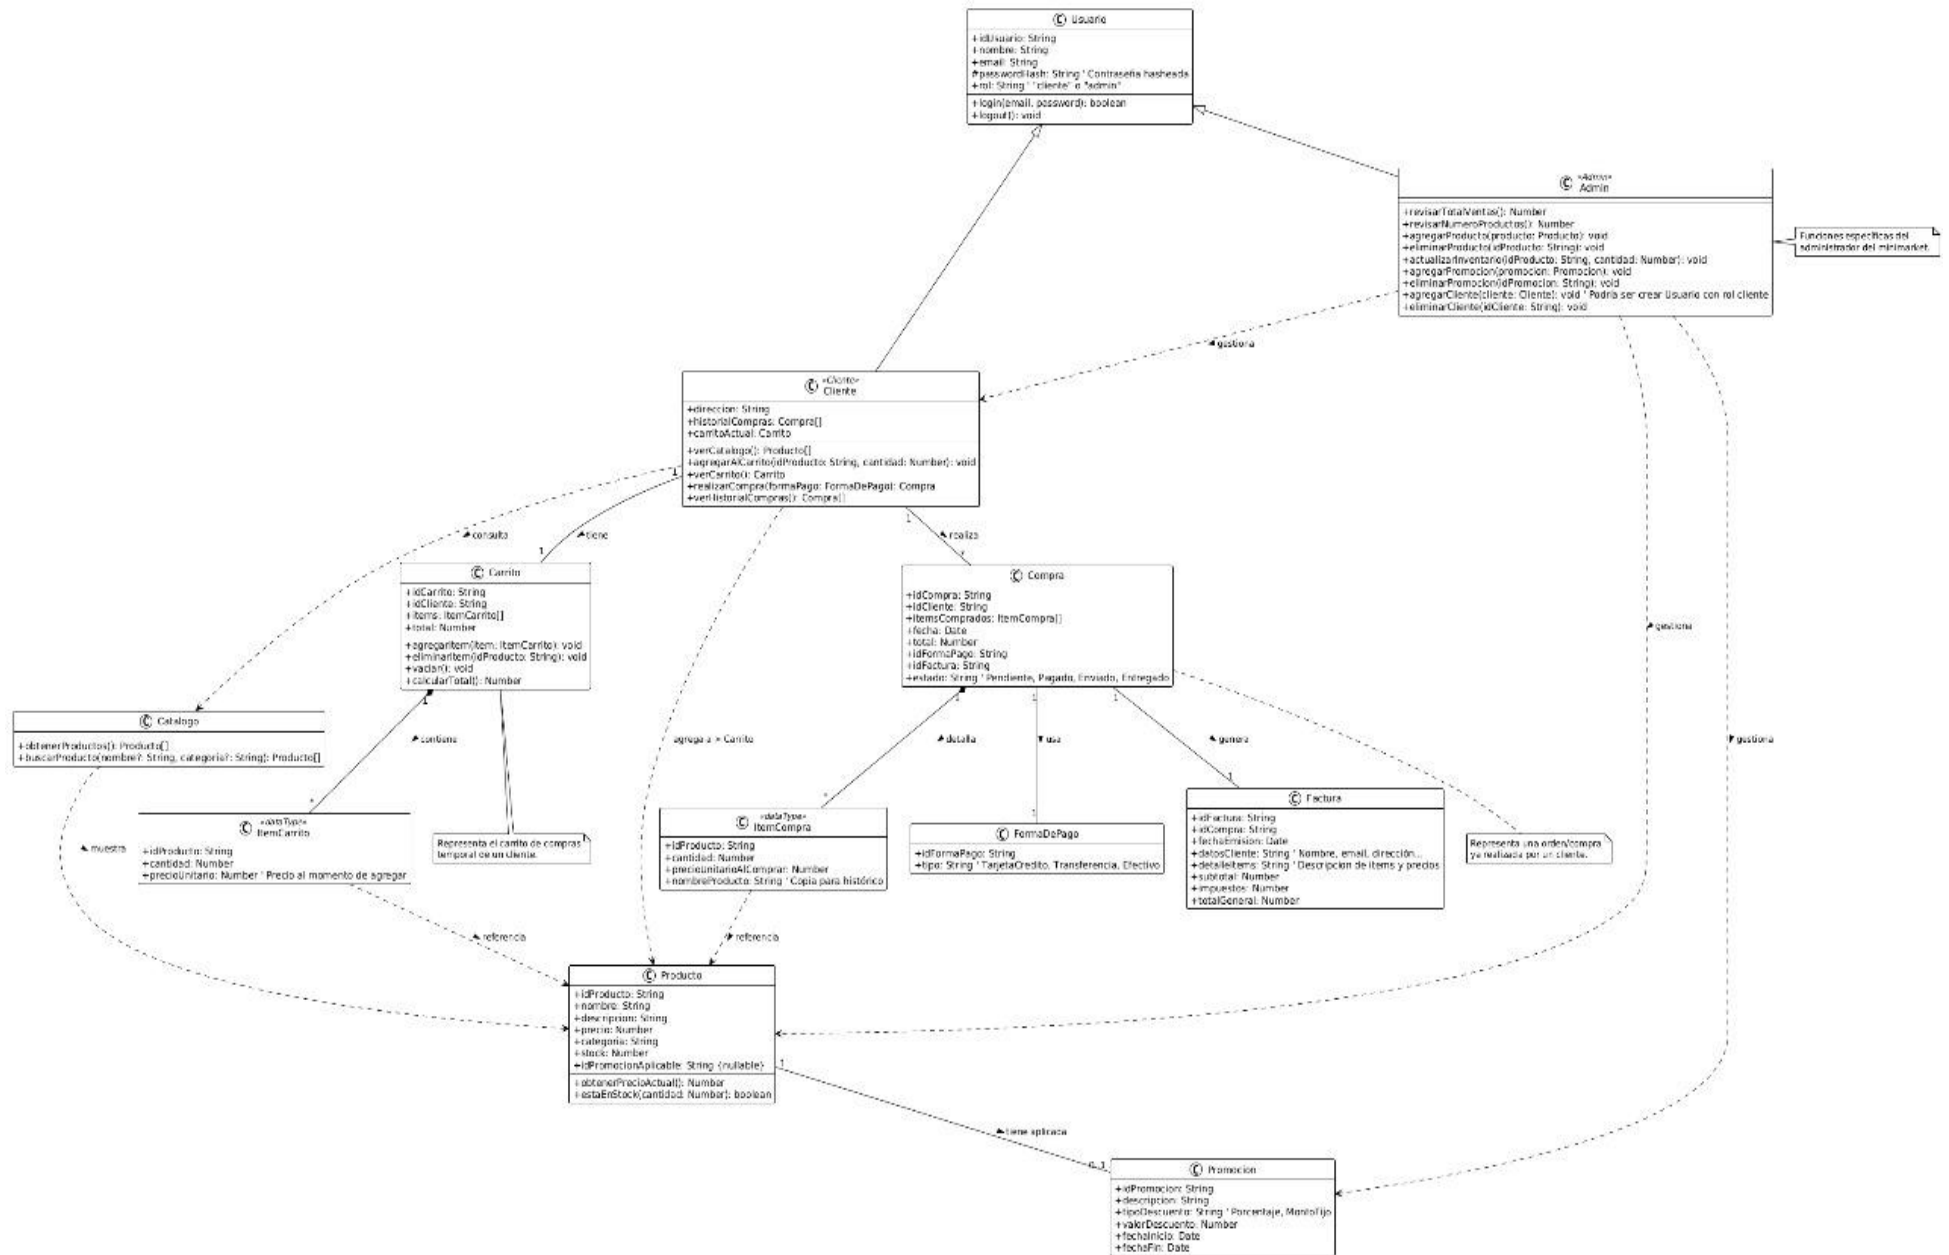 Usuario
+idUsuario: String
+nombre: String
+email: String
#passwordHash: String ' Contraseña hasheada
+rol: String ' "cliente" o "admin"
+login(email, password): boolean
+logout(): void
«Admin»
Admin
+revisarTotalVentas(): Number
+revisarNumeroProductos(): Number
+agregarProducto(producto: Producto): void
+eliminarProducto(idProducto: String): void
+actualizarInventario(idProducto: String, cantidad: Number): void
+agregarPromocion(promocion: Promocion): void
+eliminarPromocion(idPromocion: String): void
+agregarCliente(cliente: Cliente): void ' Podría ser crear Usuario con rol cliente
+eliminarCliente(idCliente: String): void
Funciones específicas del
administrador del minimarket.
gestiona
«Cliente»
Cliente
+direccion: String
+historialCompras: Compra[]
+carritoActual: Carrito
+verCatalogo(): Producto[]
+agregarAlCarrito(idProducto: String, cantidad: Number): void
+verCarrito(): Carrito
+realizarCompra(formaPago: FormaDePago): Compra
+verHistorialCompras(): Compra[]
1
1
consulta
tiene
realiza
1
*
Carrito
+idCarrito: String
+idCliente: String
+items: ItemCarrito[]
+total: Number
+agregarItem(item: ItemCarrito): void
+eliminarItem(idProducto: String): void
+vaciar(): void
+calcularTotal(): Number
1
Compra
+idCompra: String
+idCliente: String
+itemsComprados: ItemCompra[]
+fecha: Date
+total: Number
+idFormaPago: String
+idFactura: String
+estado: String ' Pendiente, Pagado, Enviado, Entregado
1
1
1
gestiona
gestiona
Catalogo
+obtenerProductos(): Producto[]
+buscarProducto(nombre?: String, categoria?: String): Producto[]
contiene
agrega a > Carrito
detalla
usa
genera
*
*
1
1
muestra
«dataType»
ItemCarrito
+idProducto: String
+cantidad: Number
+precioUnitario: Number ' Precio al momento de agregar
Representa el carrito de compras
temporal de un cliente.
«dataType»
ItemCompra
+idProducto: String
+cantidad: Number
+precioUnitarioAlComprar: Number
+nombreProducto: String ' Copia para histórico
FormaDePago
+idFormaPago: String
+tipo: String ' TarjetaCredito, Transferencia, Efectivo
Factura
+idFactura: String
+idCompra: String
+fechaEmision: Date
+datosCliente: String ' Nombre, email, dirección...
+detalleItems: String ' Descripcion de items y precios
+subtotal: Number
+impuestos: Number
+totalGeneral: Number
Representa una orden/compra
ya realizada por un cliente.
referencia
referencia
Producto
+idProducto: String
+nombre: String
+descripcion: String
+precio: Number
+categoria: String
+stock: Number
+idPromocionAplicable: String {nullable}
+obtenerPrecioActual(): Number
+estaEnStock(cantidad: Number): boolean
1
tiene aplicada
0..1
Promocion
+idPromocion: String
+descripcion: String
+tipoDescuento: String ' Porcentaje, MontoFijo
+valorDescuento: Number
+fechaInicio: Date
+fechaFin: Date